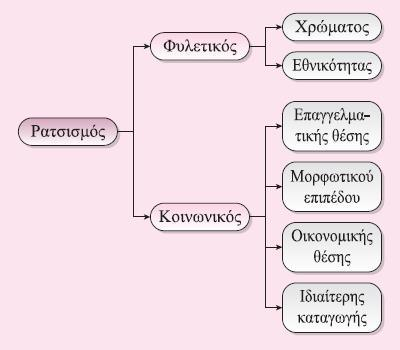 Ρατσισμός
Φυλετικός
Χρώματος
Εθνικότητας
Κοινωνικός
Επαγγελμα-
τικής θέσης
Μορφωτικού
επιπέδου
Οικονομικής
θέσης
Ιδιαίτερης
καταγωγής